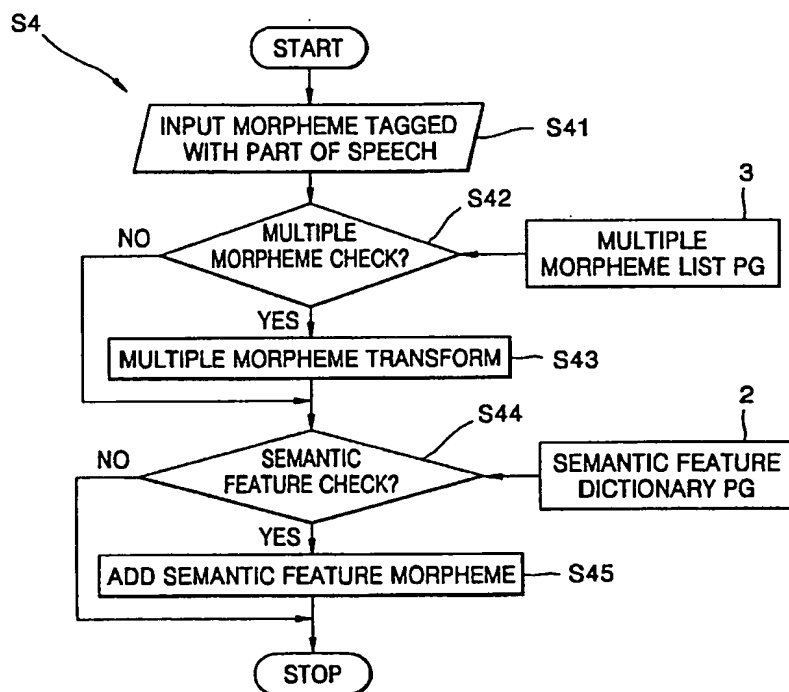 S4
START
INPUT MORPHEME TAGGED
WITH PART OF SPEECH
S41
S42
3
NO
MULTIPLE
MORPHEME CHECK?
MULTIPLE
MORPHEME LIST PG
YES
MULTIPLE MORPHEME TRANSFORM
S43
S44
2
NO
SEMANTIC
FEATURE CHECK?
SEMANTIC FEATURE
DICTIONARY PG
YES
ADD SEMANTIC FEATURE MORPHEME
S45
STOP